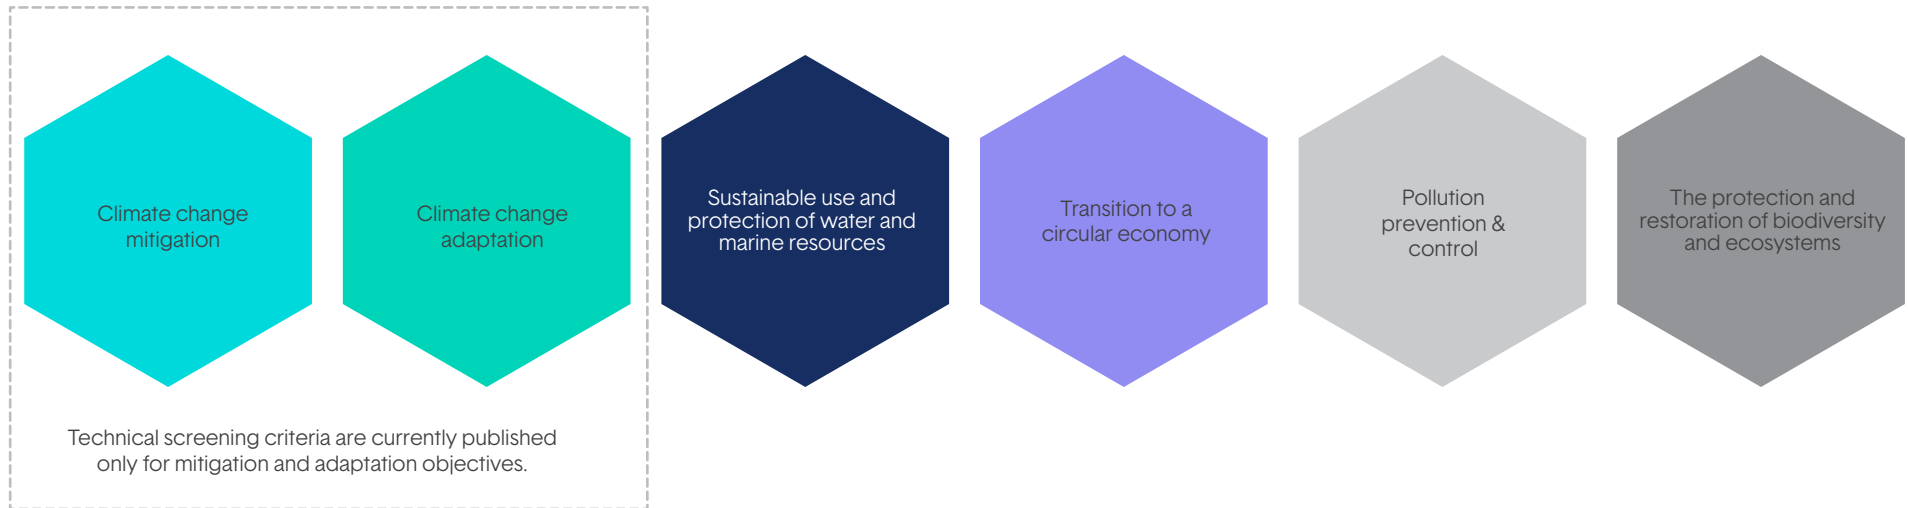 Climate change
mitigation
Climate change
adaptation
Sustainable use and
protection of water and
marine resources
Transition to a
circular economy
Pollution
prevention &
control
The protection and
restoration of biodiversity
and ecosystems
Technical screening criteria are currently published
only for mitigation and adaptation objectives.